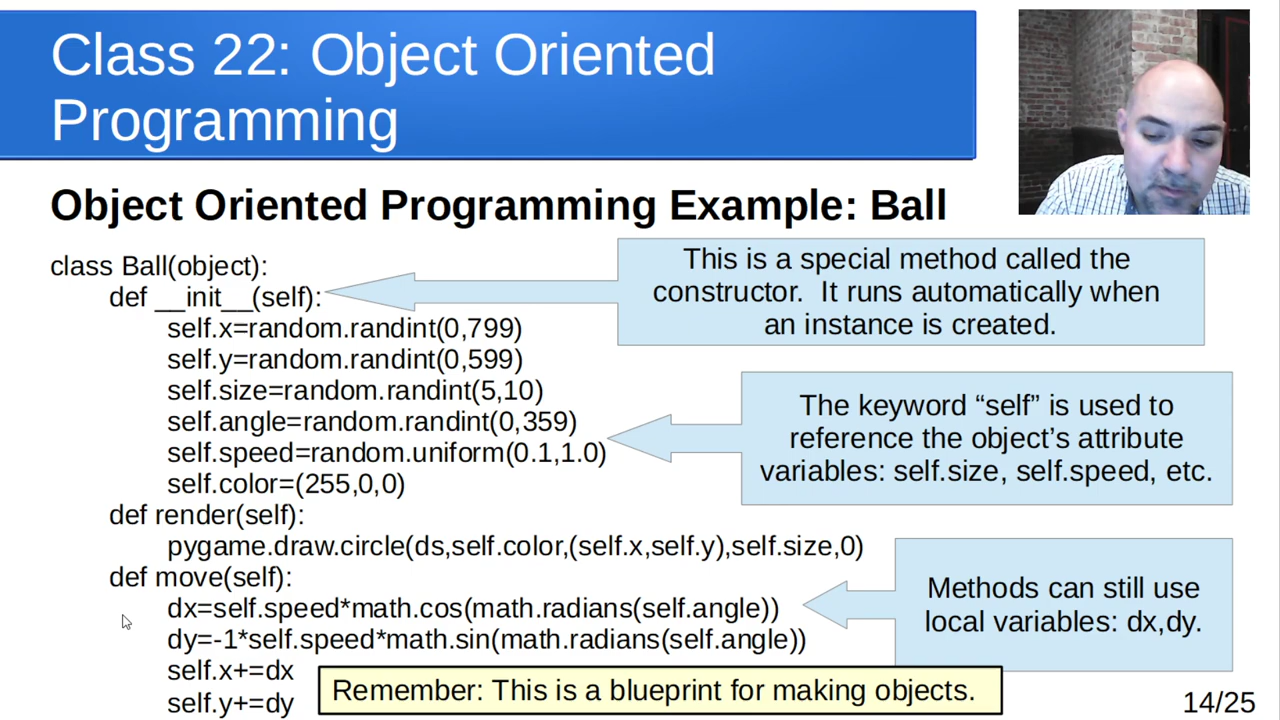 Class 22: Object Oriented
Programming
Object Oriented Programming Example: Ball
class Ball(object):
def __init__(self):
self.x=random.randint(0,799)
self.y=random.randint(0,599)
self.size=random.randint(5,10)
self.angle=random.randint(0,359)
self.speed=random.uniform(0.1,1.0)
self.color=(255,0,0)
def render(self):
pygame.draw.circle(ds,self.color,(self.x,self.y),self.size,0)
def move(self):
dx=self.speed*math.cos(math.radians(self.angle))
dy=-1*self.speed*math.sin(math.radians(self.angle))
self.x+=dx
self.y+=dy
This is a special method called the
constructor. It runs automatically when
an instance is created.
The keyword “self” is used to
reference the object’s attribute
variables: self.size, self.speed, etc.
Methods can still use
local variables: dx,dy.
Remember: This is a blueprint for making objects.
14/25